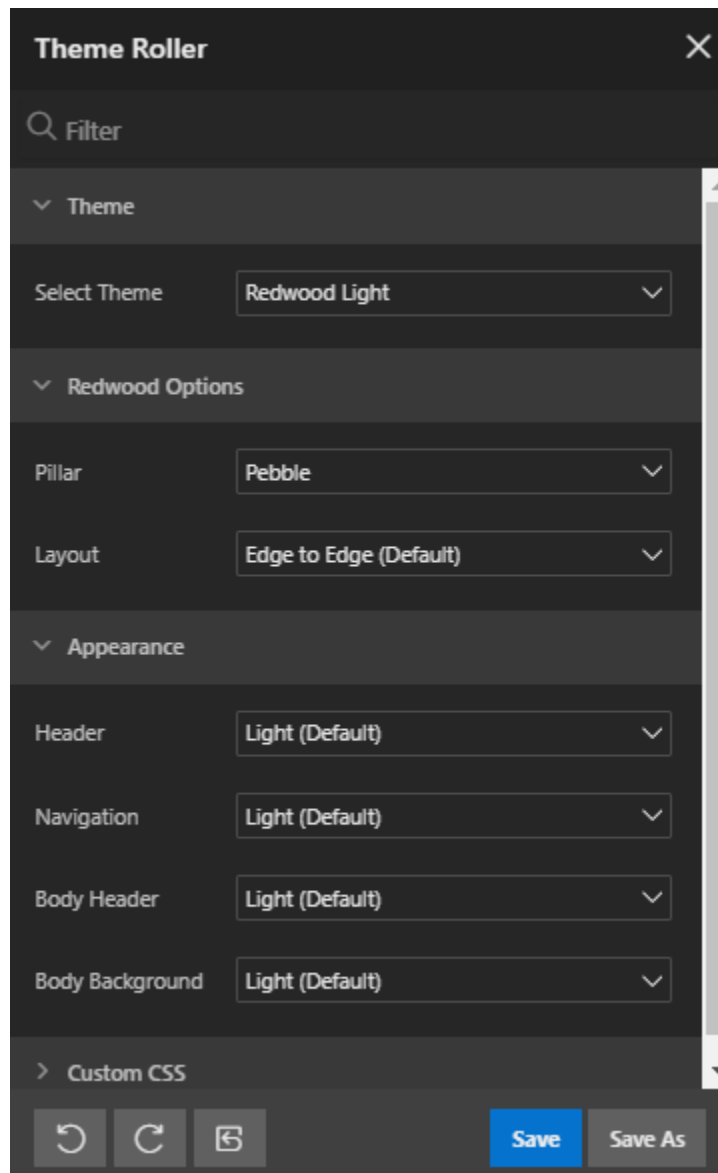 Theme Roller
Filter
Theme
Select Theme Redwood Light
Redwood Options
Pillar Pebble
Layout Edge to Edge (Default)
Appearance
Header Light (Default)
Navigation Light (Default)
Body Header Light (Default)
Body Background Light (Default)
Custom CSS
Save Save As